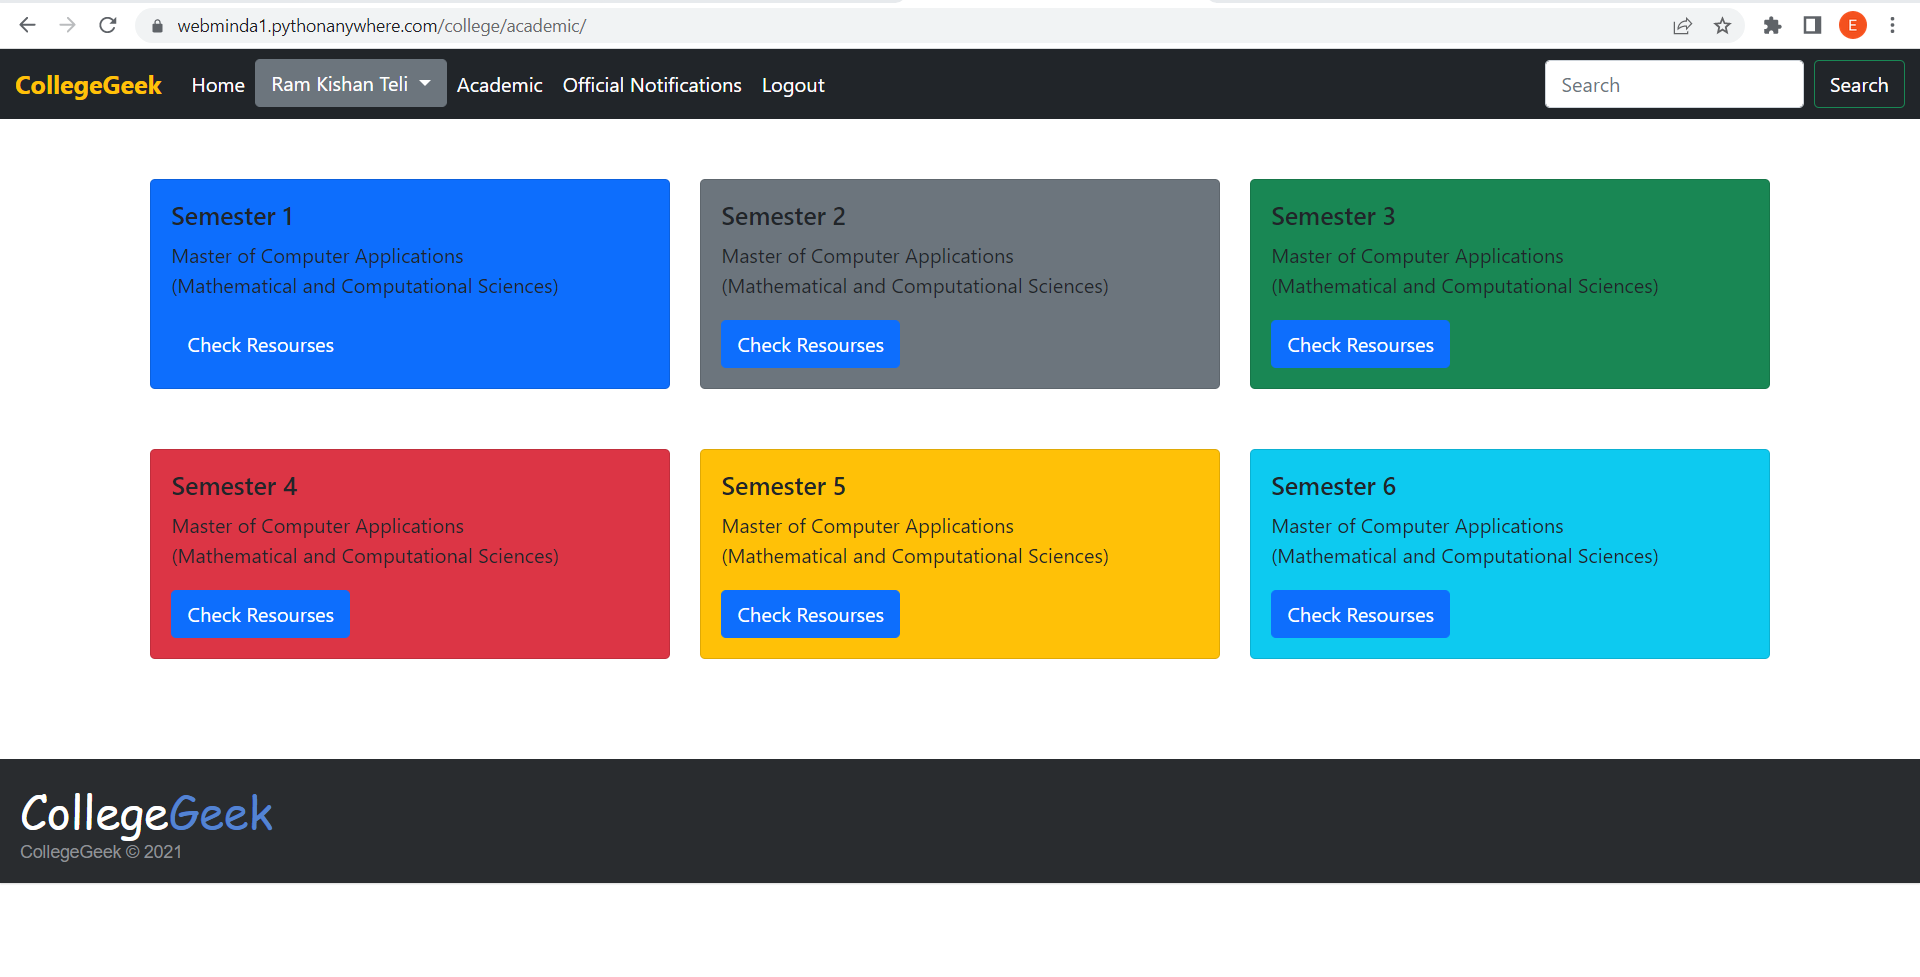 webminda1.pythonanywhere.com/college/academic/
E
CollegeGeek Home Ram Kishan Teli Academic Official Notifications Logout Search Search
Semester 1
Master of Computer Applications
(Mathematical and Computational Sciences)
Check Resourses
Semester 2
Master of Computer Applications
(Mathematical and Computational Sciences)
Check Resourses
Semester 3
Master of Computer Applications
(Mathematical and Computational Sciences)
Check Resourses
Semester 4
Master of Computer Applications
(Mathematical and Computational Sciences)
Check Resourses
Semester 5
Master of Computer Applications
(Mathematical and Computational Sciences)
Check Resourses
Semester 6
Master of Computer Applications
(Mathematical and Computational Sciences)
Check Resourses
CollegeGeek
CollegeGeek © 2021